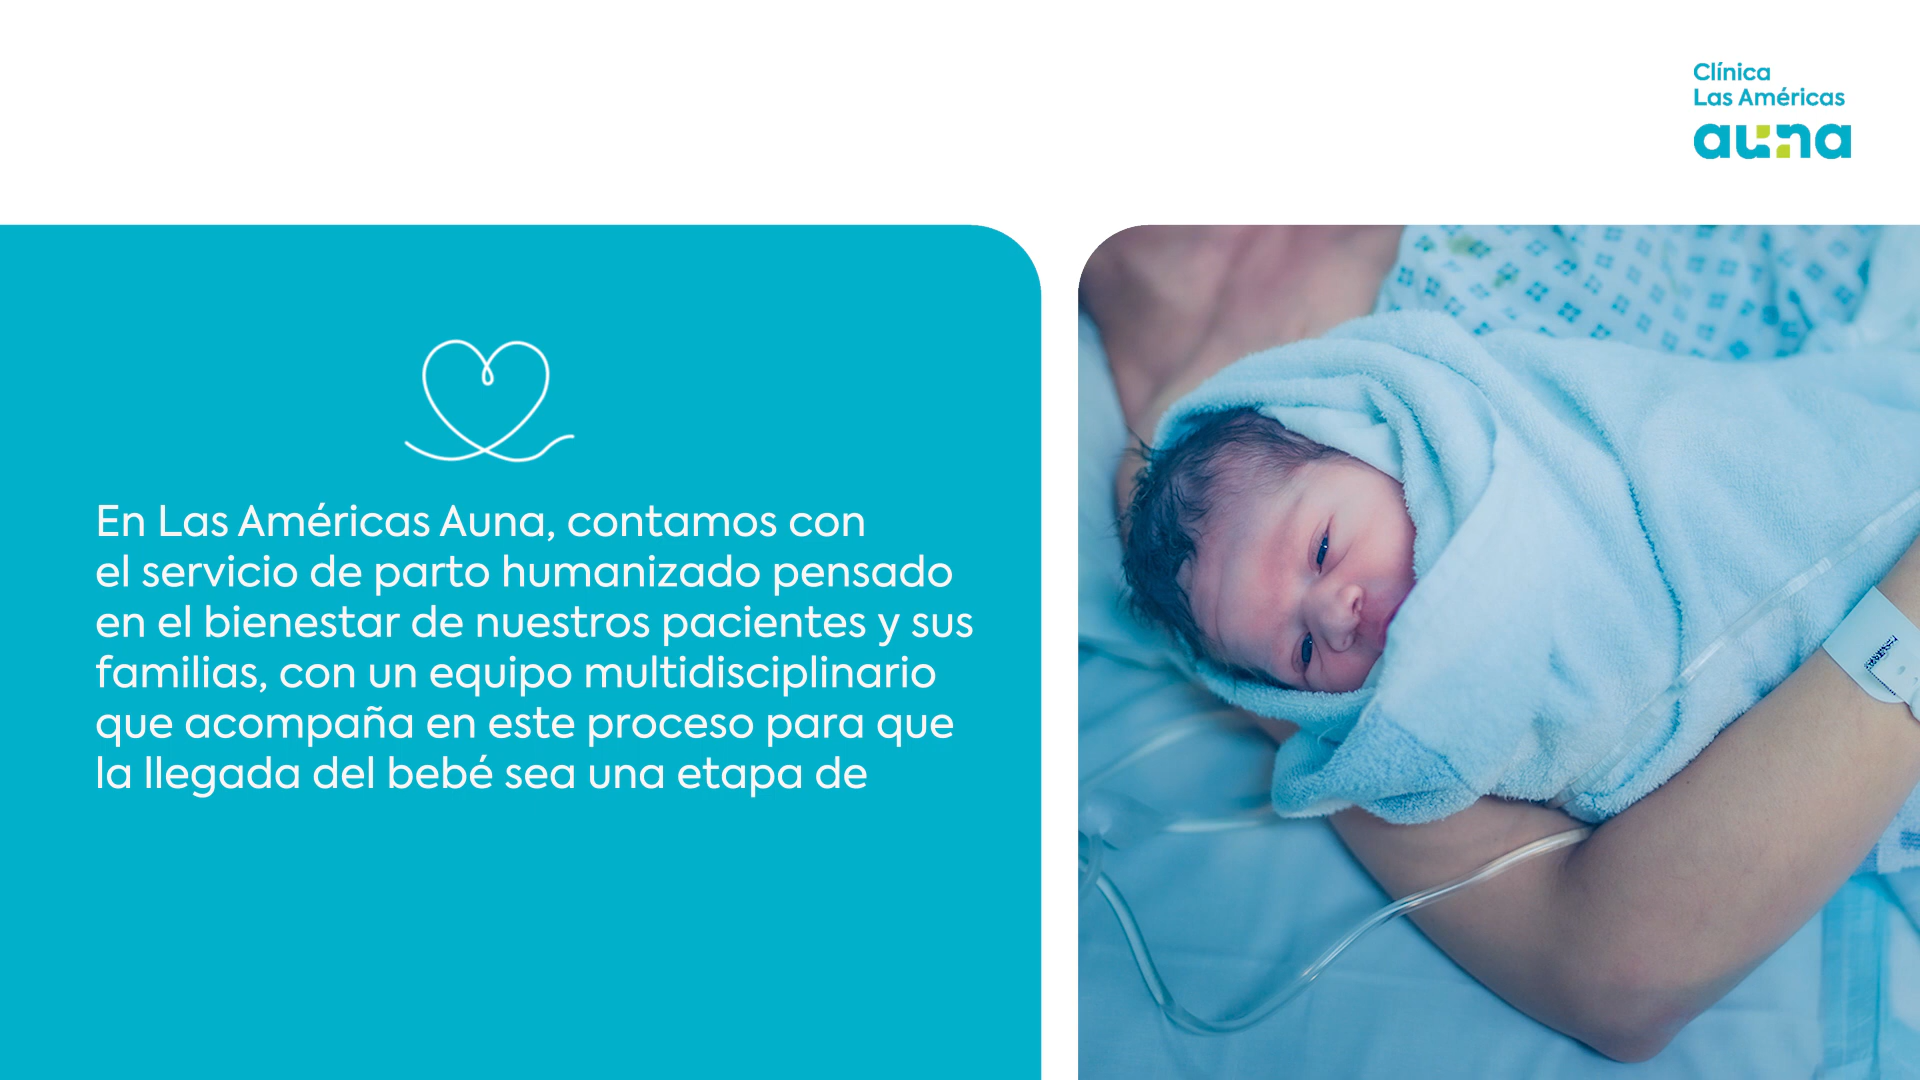 Clínica
Las Américas
auna
En Las Américas Auna, contamos con
el servicio de parto humanizado pensado
en el bienestar de nuestros pacientes y sus
familias, con un equipo multidisciplinario
que acompaña en este proceso para que
la llegada del bebé sea una etapa de